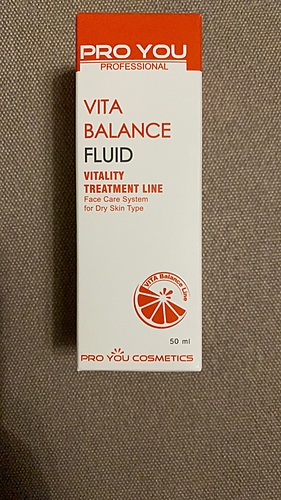 PRO YOU
PROFESSIONAL
VITA
BALANCE
FLUID
VITALITY
TREATMENT LINE
Face Care System
for Dry Skin Type
VITA Balance Line
50 ml
PRO YOU COSMETICS